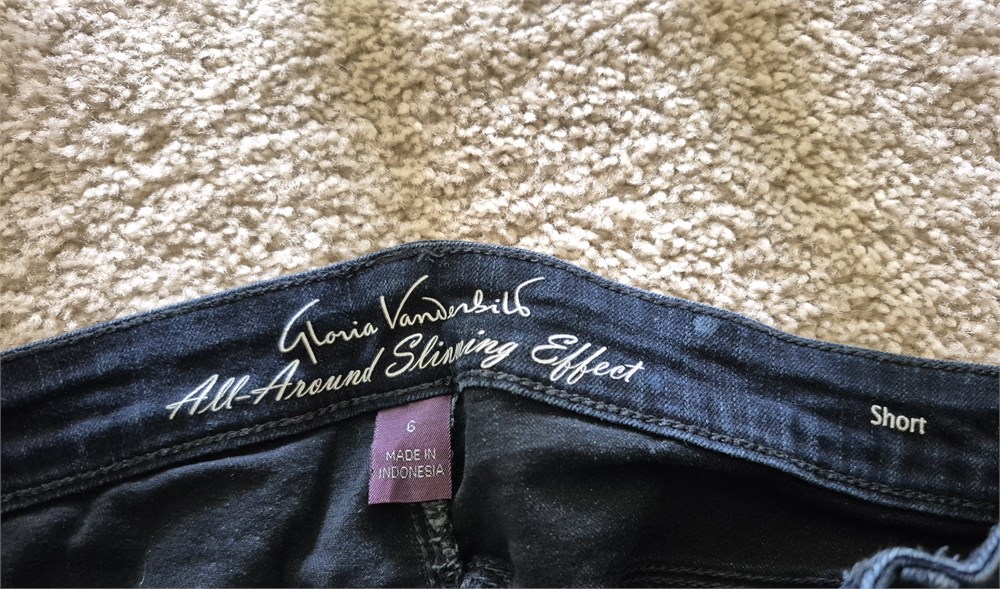 Gloria Vanderbilt
All-Around Slimming Effect
Short
6
MADE IN
INDONESIA